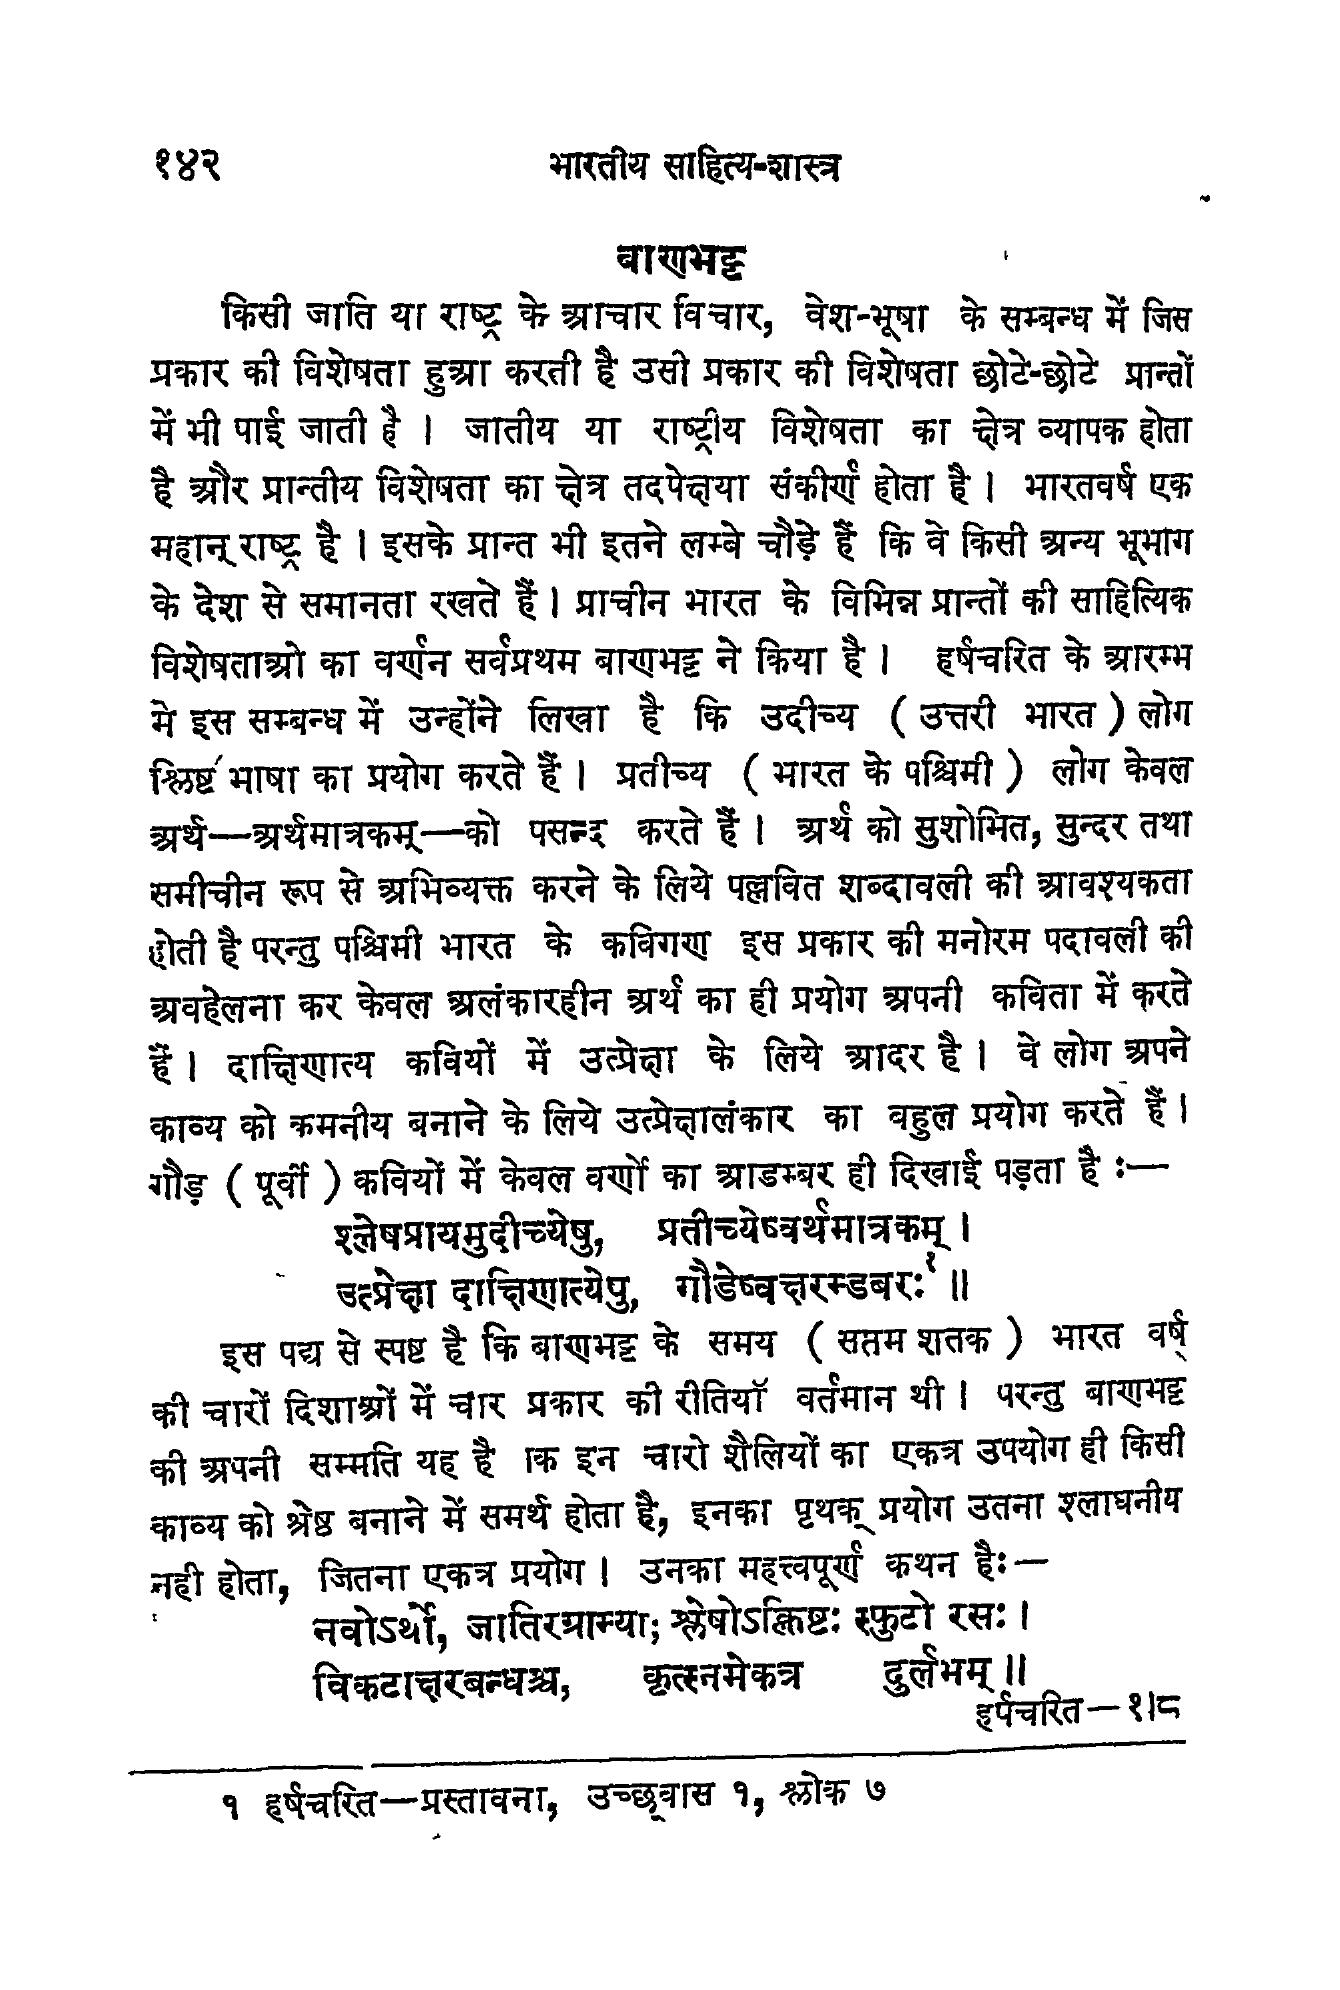 १४२ भारतीय साहित्य-शास्त्र
बाणभट्ट
किसी जाति या राष्ट्र के आचार विचार, वेश-भूषा के सम्बन्ध में जिस
प्रकार की विशेषता हुआ करती है उसी प्रकार की विशेषता छोटे-छोटे प्रान्तों
में भी पाई जाती है । जातीय या राष्ट्रीय विशेषता का क्षेत्र व्यापक होता
है और प्रान्तीय विशेषता का क्षेत्र तदपेक्षया संकीर्ण होता है । भारतवर्ष एक
महान् राष्ट्र है । इसके प्रान्त भी इतने लम्बे चौड़े हैं कि वे किसी अन्य भूभाग
के देश से समानता रखते हैं । प्राचीन भारत के विभिन्न प्रान्तों की साहित्यिक
विशेषताओ का वर्णन सर्वप्रथम बाणभट्ट ने किया है । हर्षचरित के आरम्भ
मे इस सम्बन्ध में उन्होंने लिखा है कि उदीच्य ( उत्तरी भारत ) लोग
श्लिष्ट भाषा का प्रयोग करते हैं । प्रतीच्य ( भारत के पश्चिमी ) लोग केवल
अर्थ—अर्थमात्रकम्—को पसन्द करते हैं । अर्थ को सुशोभित, सुन्दर तथा
समीचीन रूप से अभिव्यक्त करने के लिये पल्लवित शब्दावली की आवश्यकता
होती है परन्तु पश्चिमी भारत के कविगण इस प्रकार की मनोरम पदावली की
अवहेलना कर केवल अलंकारहीन अर्थ का ही प्रयोग अपनी कविता में करते
हैं । दाक्षिणात्य कवियों में उत्प्रेक्षा के लिये आदर है । वे लोग अपने
काव्य को कमनीय बनाने के लिये उत्प्रेक्षालंकार का बहुल प्रयोग करते हैं ।
गौड़ ( पूर्वी ) कवियों में केवल वर्णो का आडम्बर ही दिखाई पड़ता है :—
श्लेषप्रायमुदीच्येषु, प्रतीच्येष्वर्थमात्रकम् ।
उत्प्रेक्षा दाक्षिणात्येषु, गौडेष्वक्षरम्डबरः१ ॥
इस पद्य से स्पष्ट है कि बाणभट्ट के समय ( सप्तम शतक ) भारत वर्ष
की चारों दिशाओं में चार प्रकार की रीतियॉ वर्तमान थी । परन्तु बाणभट्ट
की अपनी सम्मति यह है कि इन चारो शैलियों का एकत्र उपयोग ही किसी
काव्य को श्रेष्ठ बनाने में समर्थ होता है, इनका पृथक् प्रयोग उतना श्लाघनीय
नही होता, जितना एकत्र प्रयोग । उनका महत्त्वपूर्ण कथन हैः—
नवोऽर्थो, जातिरग्राम्या; श्लेषोऽक्लिष्टः स्फुटो रसः ।
विकटाक्षरबन्धश्च, कृत्स्नमेकत्र दुर्लभम् ॥
हर्षचरित—१।८
१ हर्षचरित—प्रस्तावना, उच्छ्वास १, श्लोक ७